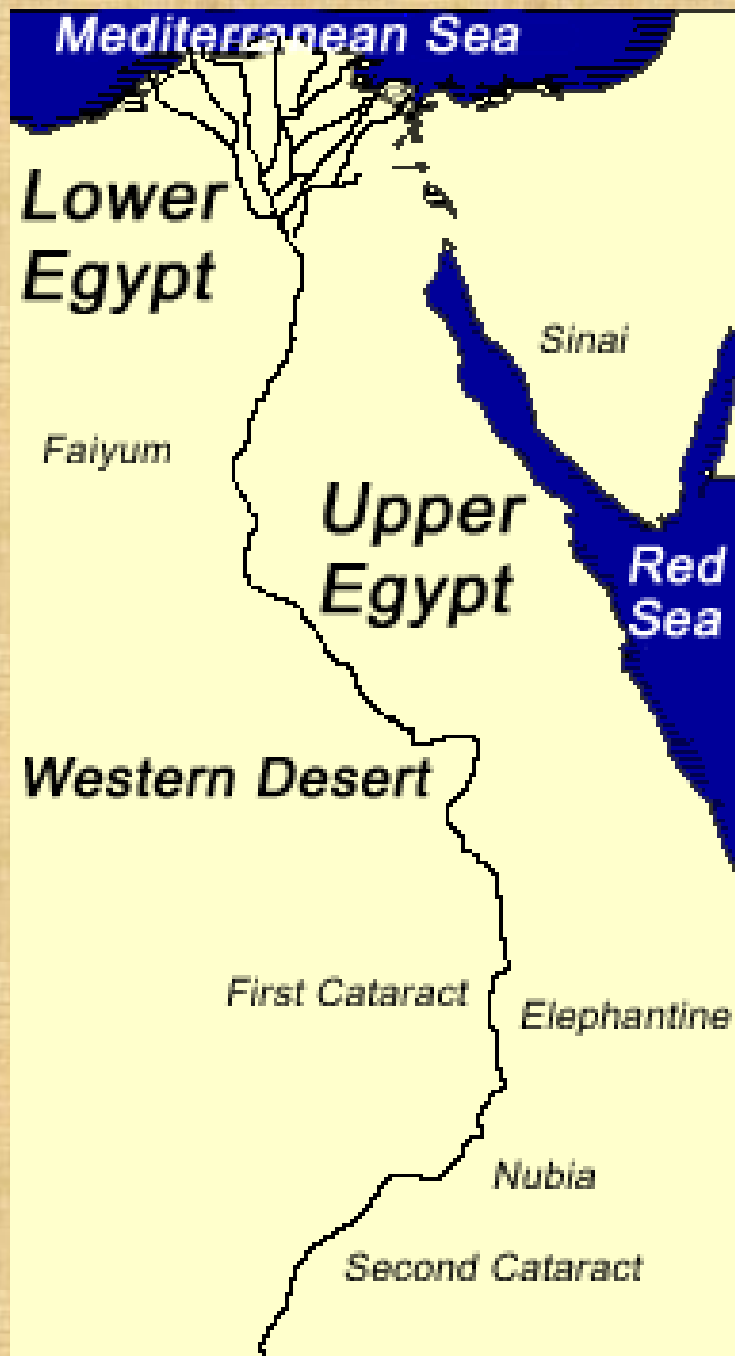 Mediterranean Sea
Lower
Egypt
Sinai
Faiyum
Upper
Egypt
Red
Sea
Western Desert
First Cataract
Elephantine
Nubia
Second Cataract